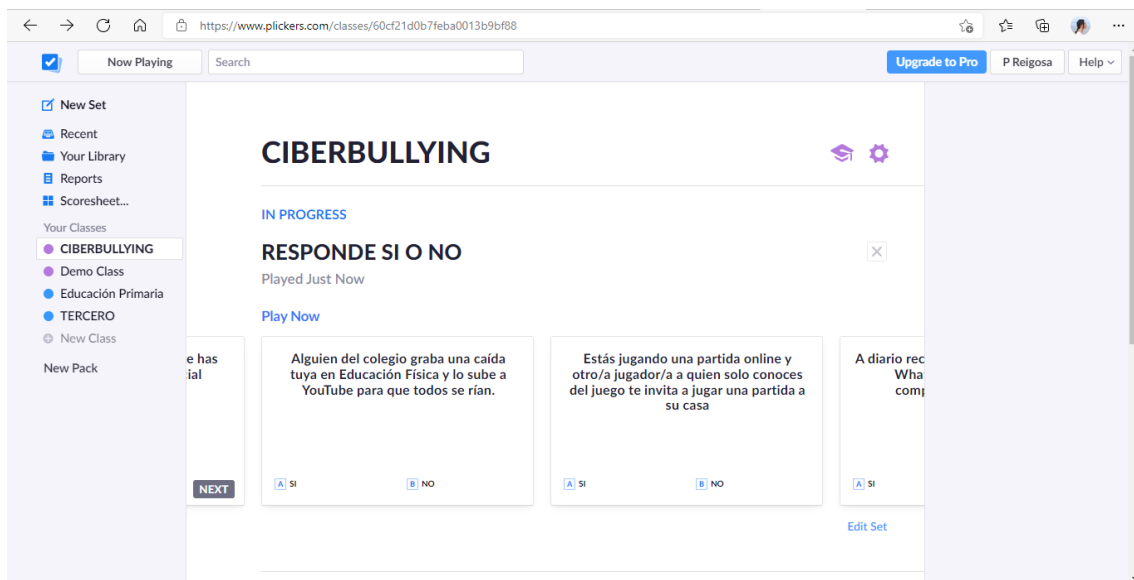 https://www.plickers.com/classes/60cf21d0b7feba0013b9bf88
Now Playing
Search
Upgrade to Pro
P Reigosa
Help
New Set
Recent
Your Library
Reports
Scoresheet...
Your Classes
CIBERBULLYING
Demo Class
Educación Primaria
TERCERO
New Class
New Pack
CIBERBULLYING
IN PROGRESS
RESPONDE SI O NO
Played Just Now
Play Now
e has
ial
NEXT
Alguien del colegio graba una caída
tuya en Educación Física y lo sube a
YouTube para que todos se rían.
A SI
B NO
Estás jugando una partida online y
otro/a jugador/a a quien solo conoces
del juego te invita a jugar una partida a
su casa
A SI
B NO
A diario rec
Wha
comp
A SI
Edit Set